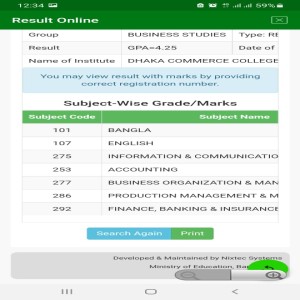 12:34
59%
Result Online
Group BUSINESS STUDIES Type: RE
Result GPA=4.25 Date of
Name of Institute DHAKA COMMERCE COLLEGE
You may view result with marks by providing
correct registration number.
Subject-Wise Grade/Marks
Subject Code Subject Name
101 BANGLA
107 ENGLISH
275 INFORMATION & COMMUNICATIO
253 ACCOUNTING
277 BUSINESS ORGANIZATION & MAN
286 PRODUCTION MANAGEMENT & M
292 FINANCE, BANKING & INSURANCE
Search Again Print
Developed & Maintained by Nixtec Systems
Ministry of Education, Ban